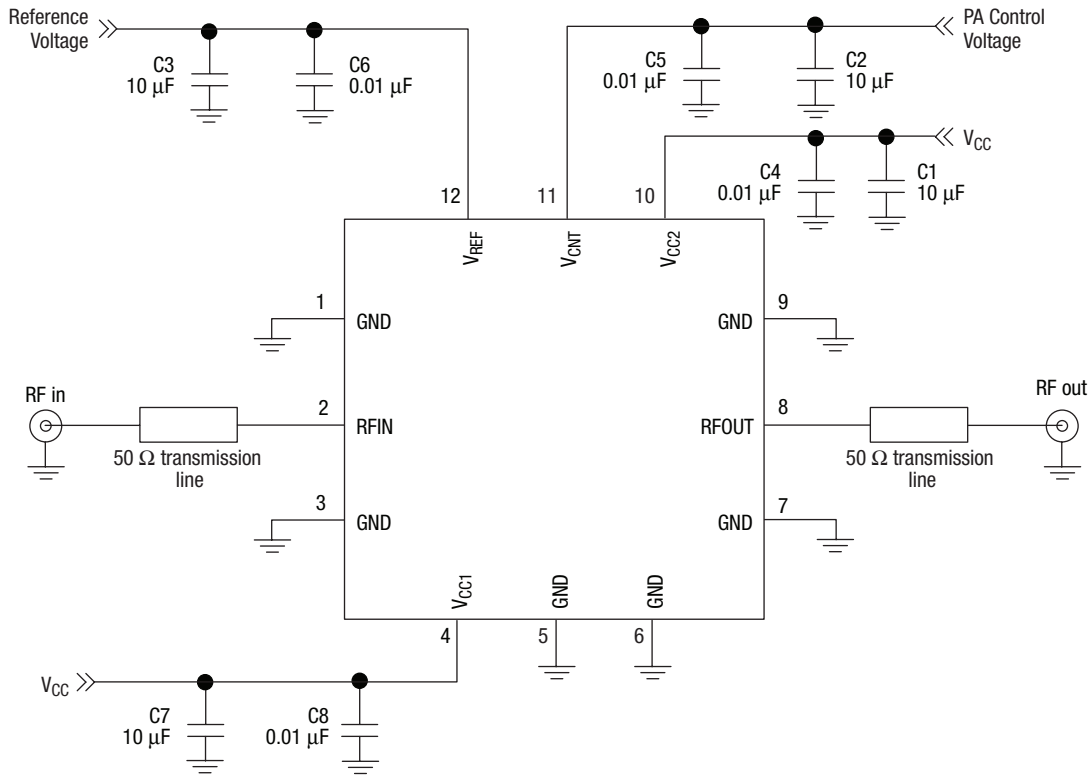 Reference
Voltage
C3
10 µF
C6
0.01 µF
C5
0.01 µF
C2
10 µF
PA Control
Voltage
C4
0.01 µF
C1
10 µF
VCC
12
11
10
VREF
VCNT
VCC2
1
GND
9
GND
RF in
2
RFIN
50 Ω transmission
line
RFOUT
8
RF out
50 Ω transmission
line
3
GND
7
GND
VCC1
GND
GND
4
5
6
VCC
C7
10 µF
C8
0.01 µF